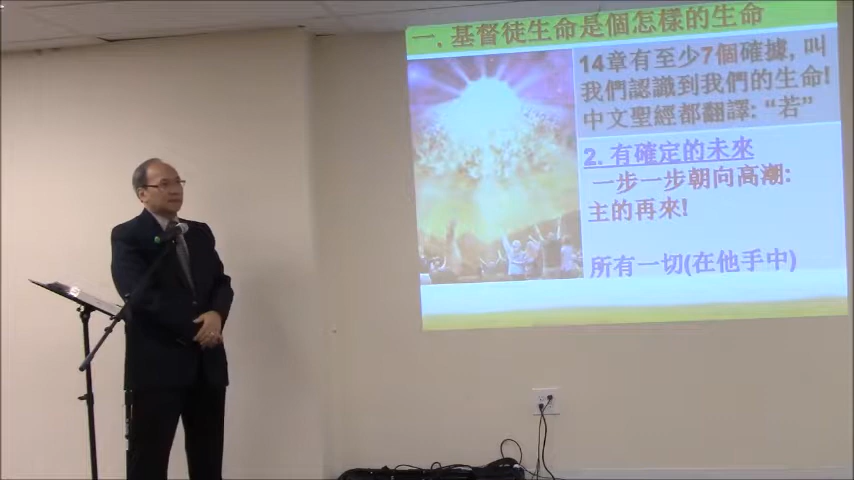 一. 基督徒生命是個怎樣的生命
14章有至少7個確據, 叫
我們認識到我們的生命!
中文聖經都翻譯: “若”
2. 有確定的未來
一步一步朝向高潮:
主的再來!
所有一切(在他手中)